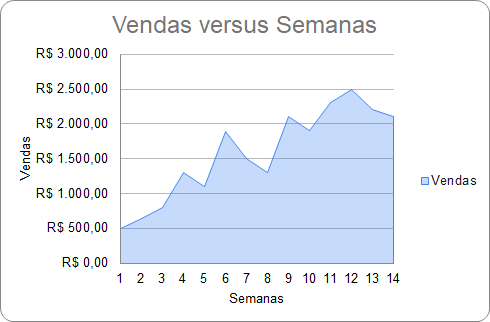 Vendas versus Semanas
R$ 3.000,00
R$ 2.500,00
R$ 2.000,00
R$ 1.500,00
R$ 1.000,00
R$ 500,00
R$ 0,00
Vendas
1 2 3 4 5 6 7 8 9 10 11 12 13 14
Semanas
Vendas